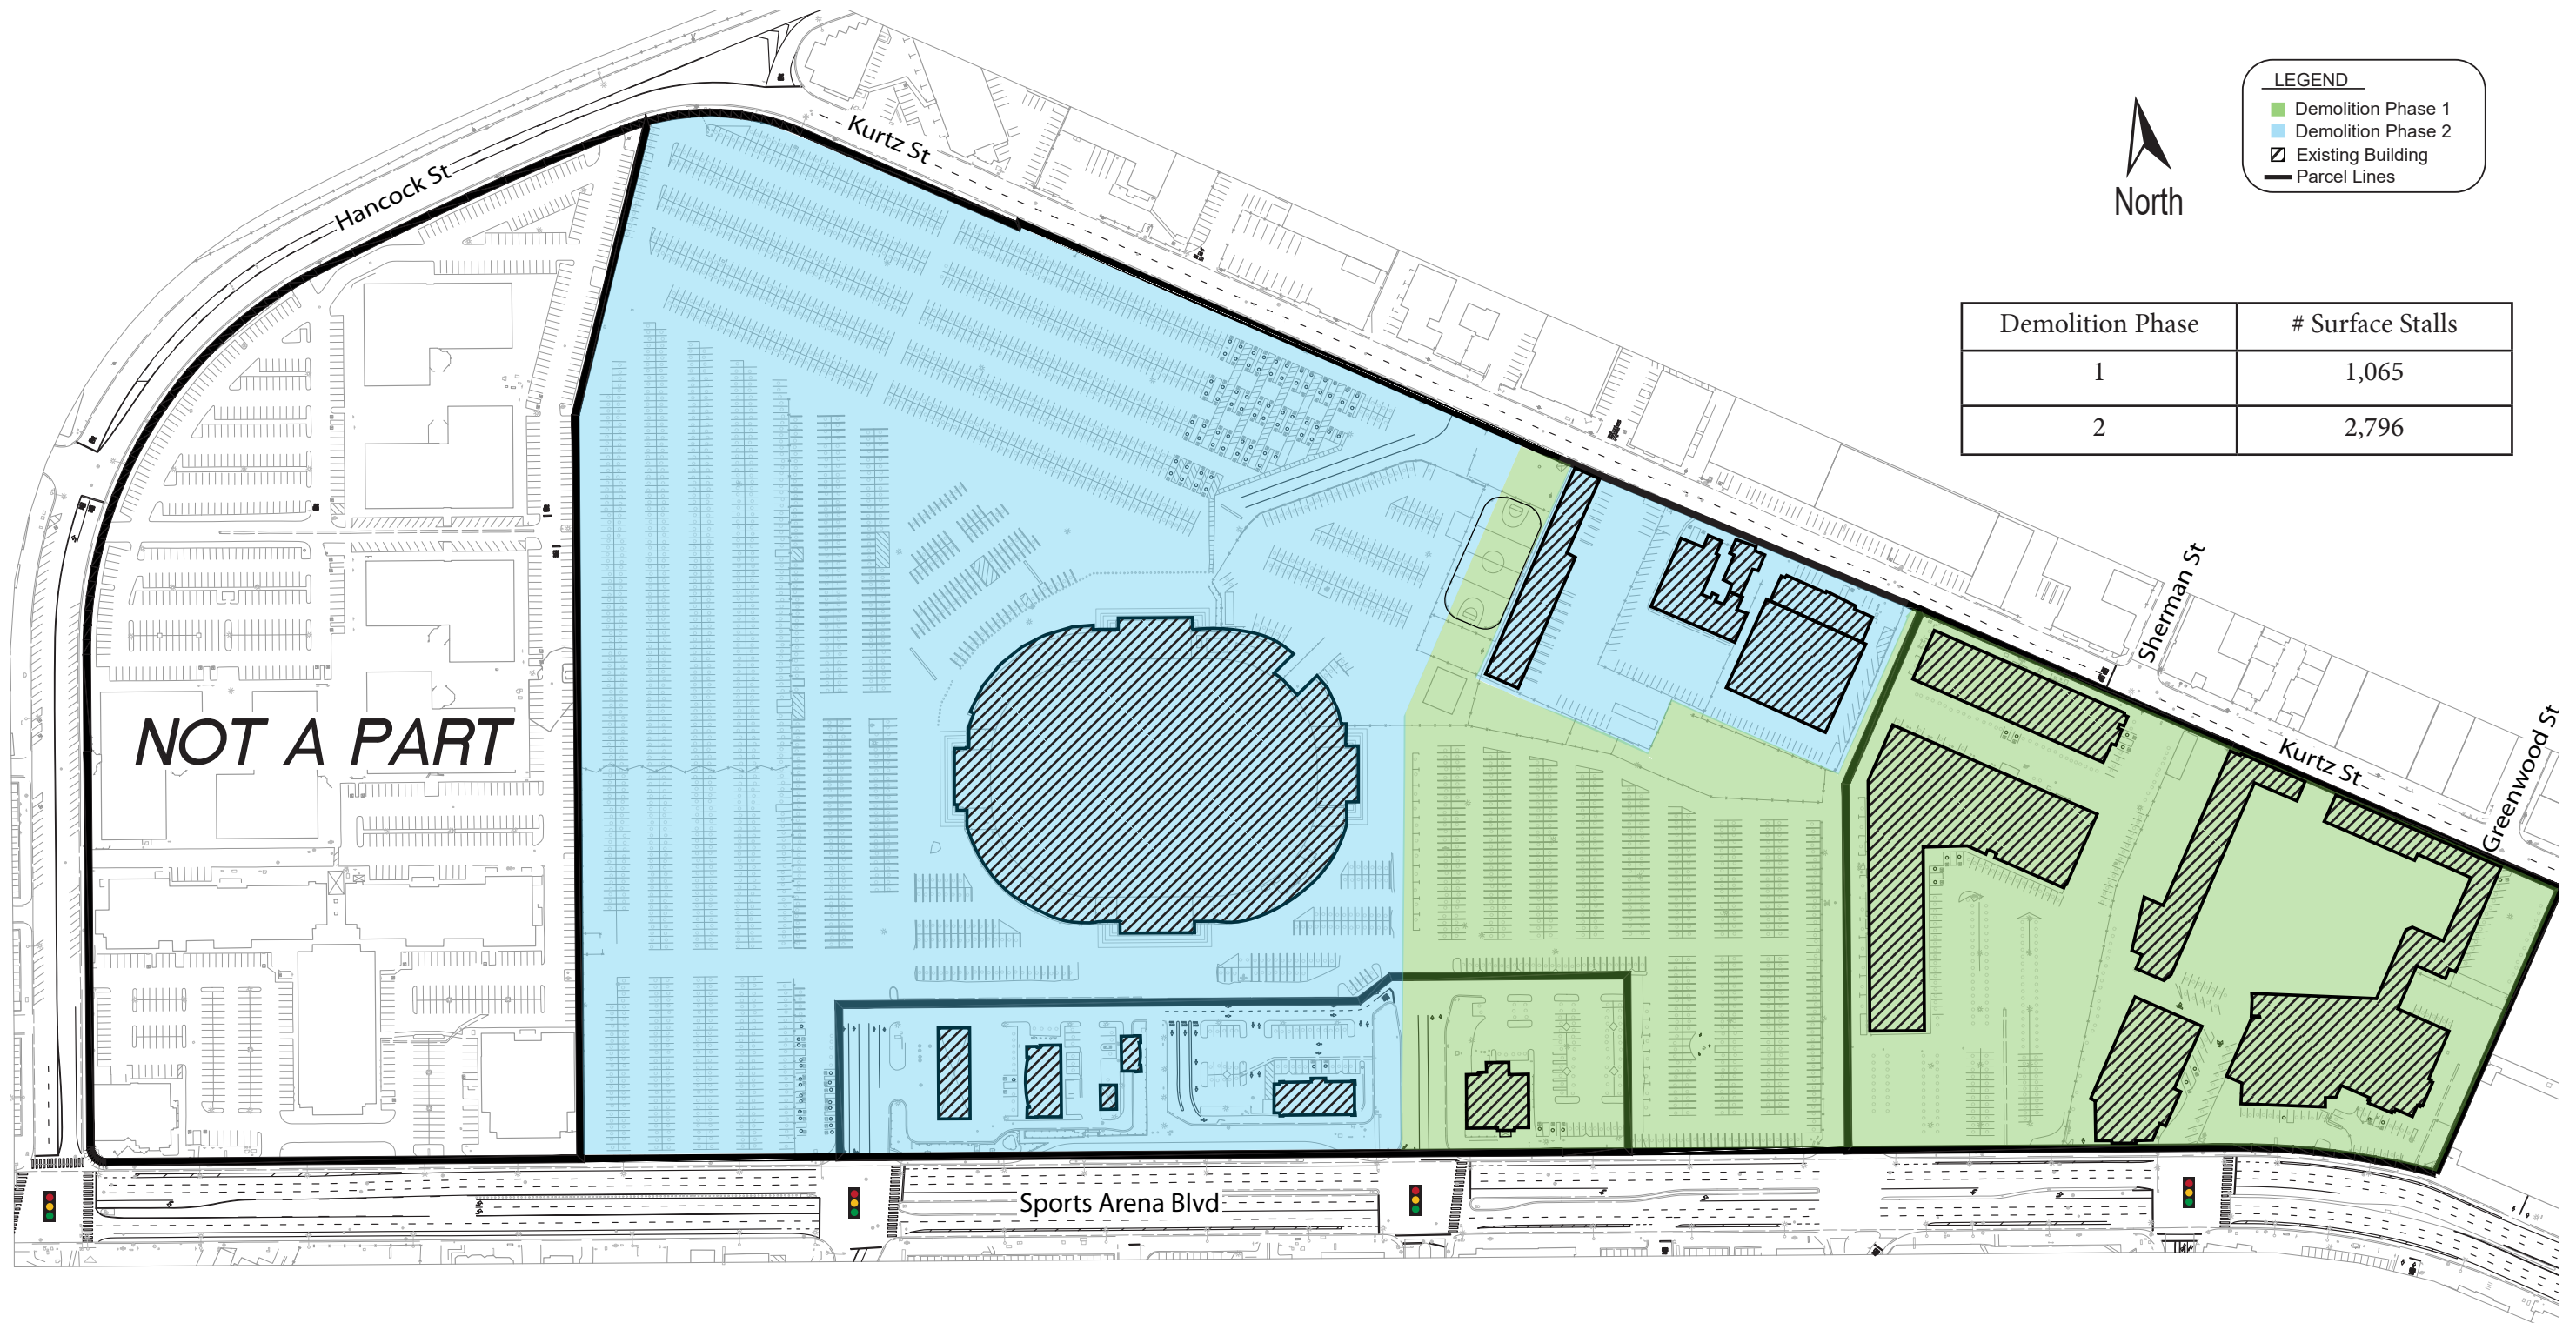 LEGEND
Demolition Phase 1
Demolition Phase 2
Existing Building
Parcel Lines
North
Kurtz St
Hancock St
Demolition Phase # Surface Stalls
1 1,065
2 2,796
Sherman St
Greenwood St
Kurtz St
NOT A PART
Sports Arena Blvd